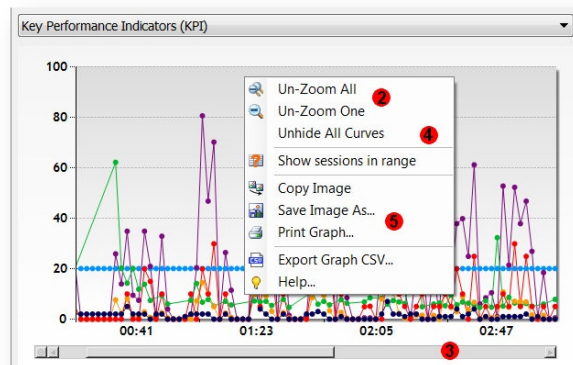 Key Performance Indicators (KPI)
100
80
60
40
20
0
Un-Zoom All
2
Un-Zoom One
Unhide All Curves
4
Show sessions in range
Copy Image
Save Image As...
5
Print Graph...
CSV
Export Graph CSV...
Help...
00:41 01:23 02:05 02:47
3